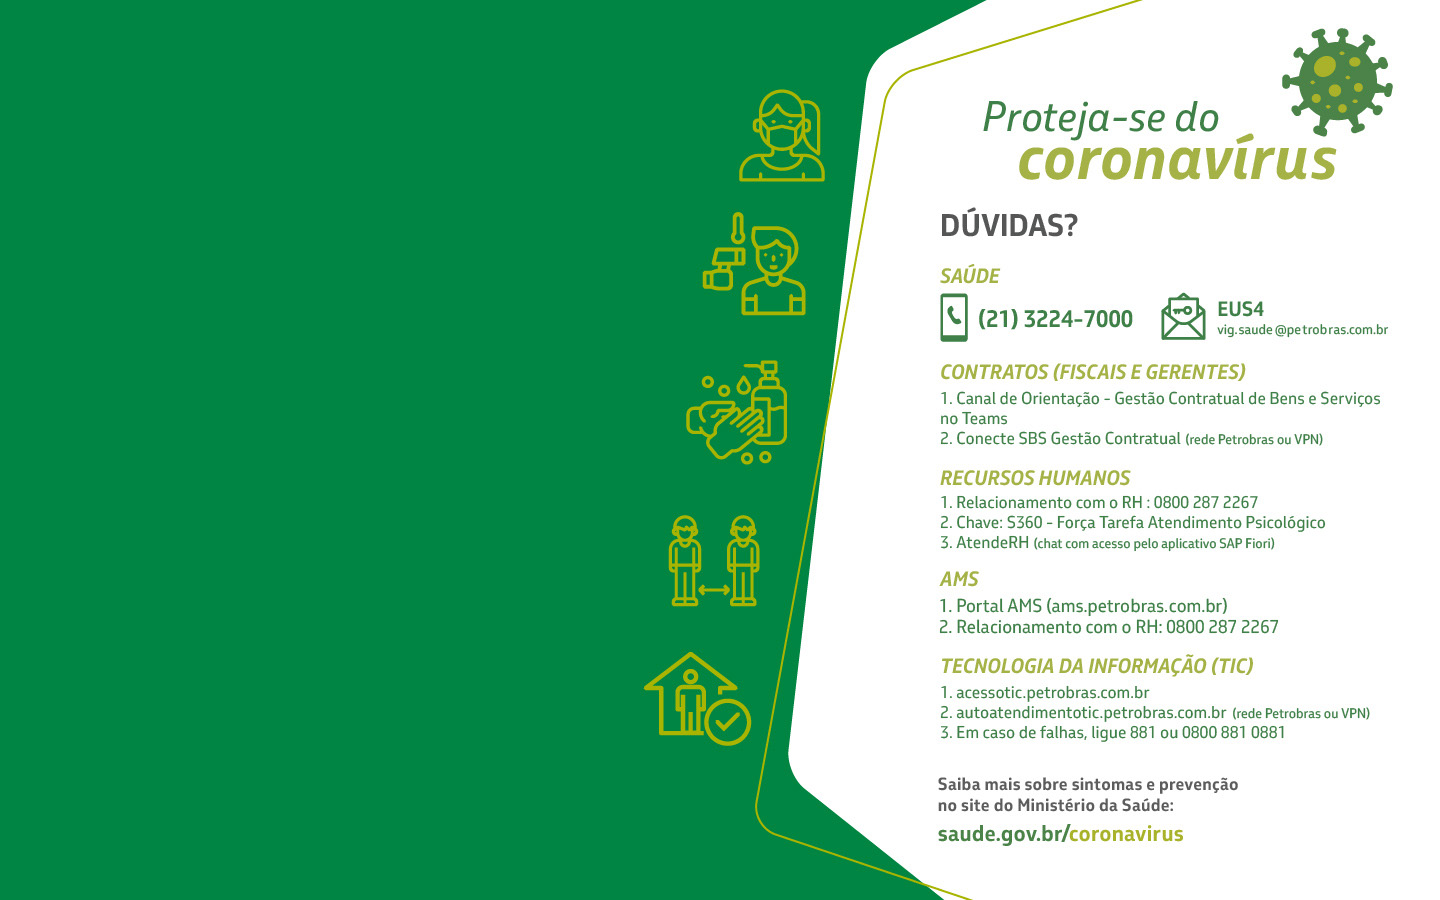 Proteja-se do
coronavírus
DÚVIDAS?
SAÚDE
(21) 3224-7000
EUS4
vig.saude@petrobras.com.br
CONTRATOS (FISCAIS E GERENTES)
1. Canal de Orientação - Gestão Contratual de Bens e Serviços
no Teams
2. Conecte SBS Gestão Contratual (rede Petrobras ou VPN)
RECURSOS HUMANOS
1. Relacionamento com o RH : 0800 287 2267
2. Chave: S360 - Força Tarefa Atendimento Psicológico
3. AtendeRH (chat com acesso pelo aplicativo SAP Fiori)
AMS
1. Portal AMS (ams.petrobras.com.br)
2. Relacionamento com o RH: 0800 287 2267
TECNOLOGIA DA INFORMAÇÃO (TIC)
1. acessotic.petrobras.com.br
2. autoatendimentotic.petrobras.com.br (rede Petrobras ou VPN)
3. Em caso de falhas, ligue 881 ou 0800 881 0881
Saiba mais sobre sintomas e prevenção
no site do Ministério da Saúde:
saude.gov.br/coronavirus